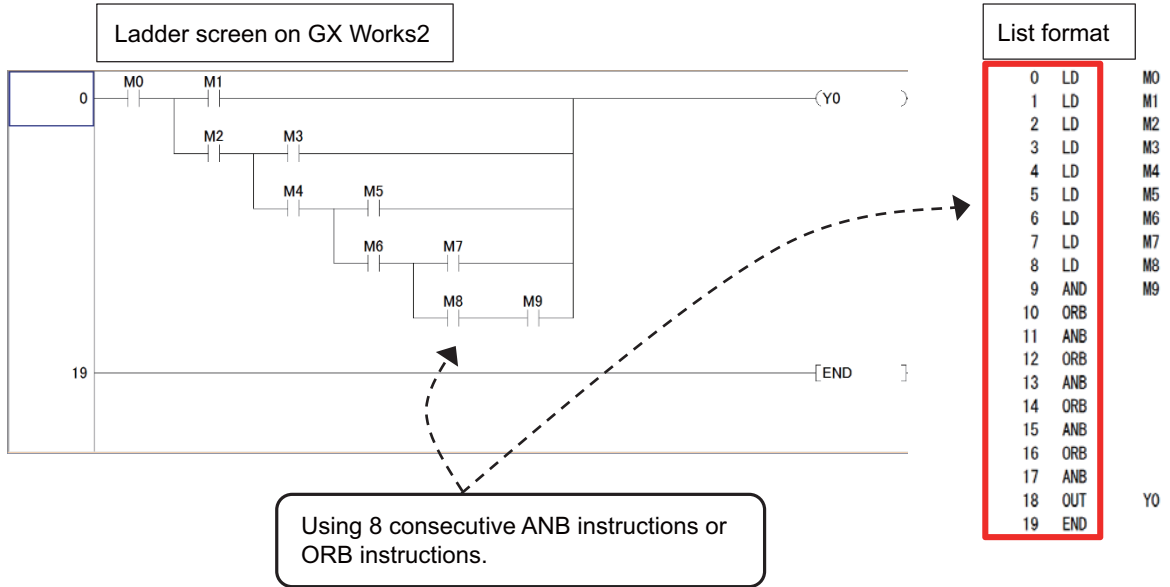 Ladder screen on GX Works2
List format
M0 M1
0 (Y0 )
M2 M3
M4 M5
M6 M7
M8 M9
19 [END ]
Using 8 consecutive ANB instructions or
ORB instructions.
0 LD M0
1 LD M1
2 LD M2
3 LD M3
4 LD M4
5 LD M5
6 LD M6
7 LD M7
8 LD M8
9 AND M9
10 ORB
11 ANB
12 ORB
13 ANB
14 ORB
15 ANB
16 ORB
17 ANB
18 OUT Y0
19 END